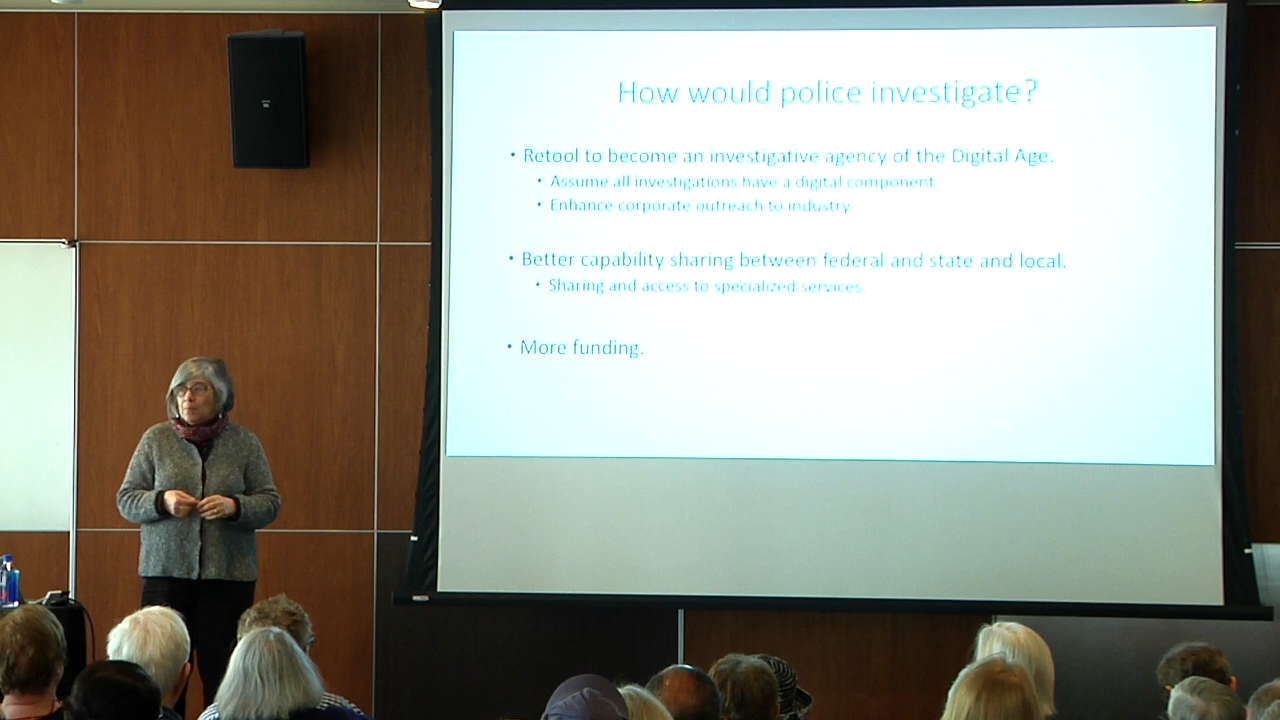 How would police investigate?
• Retool to become an investigative agency of the Digital Age.
• Assume all investigations have a digital component.
• Enhance corporate outreach to industry.
• Better capability sharing between federal and state and local.
• Sharing and access to specialized services.
• More funding.